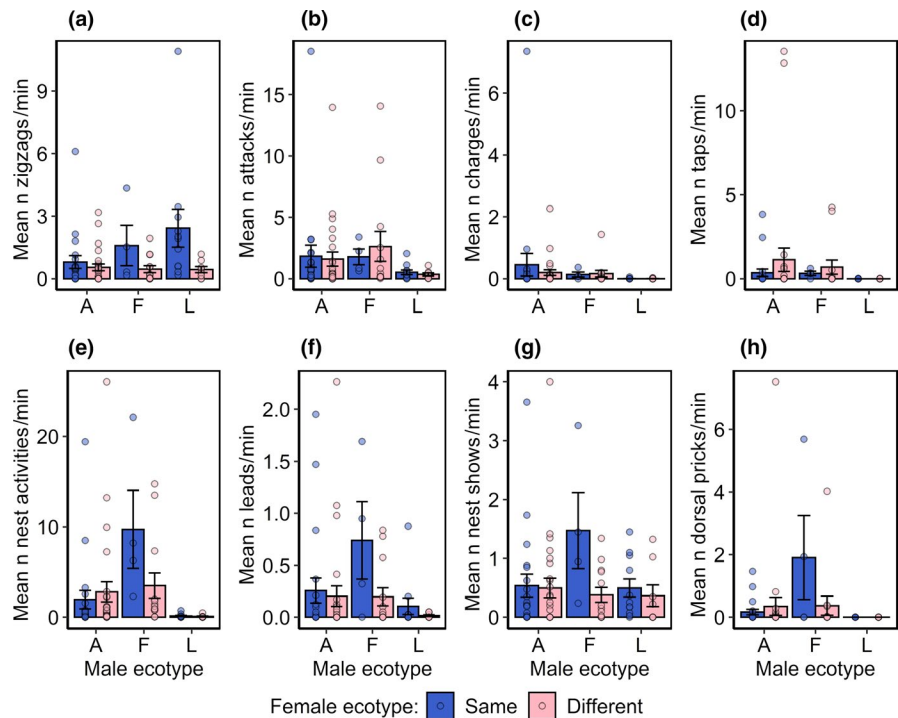 (a) (b) (c) (d)
Mean n zigzags/min
9
6
3
0
A F L
Mean n attacks/min
15
10
5
0
A F L
Mean n charges/min
6
4
2
0
A F L
Mean n taps/min
10
5
0
A F L
(e) (f) (g) (h)
Mean n nest activities/min
20
10
0
A F L
Male ecotype
Mean n leads/min
2.0
1.5
1.0
0.5
0.0
A F L
Male ecotype
Mean n nest shows/min
4
3
2
1
0
A F L
Male ecotype
Mean n dorsal pricks/min
6
4
2
0
A F L
Male ecotype
Female ecotype: Same Different